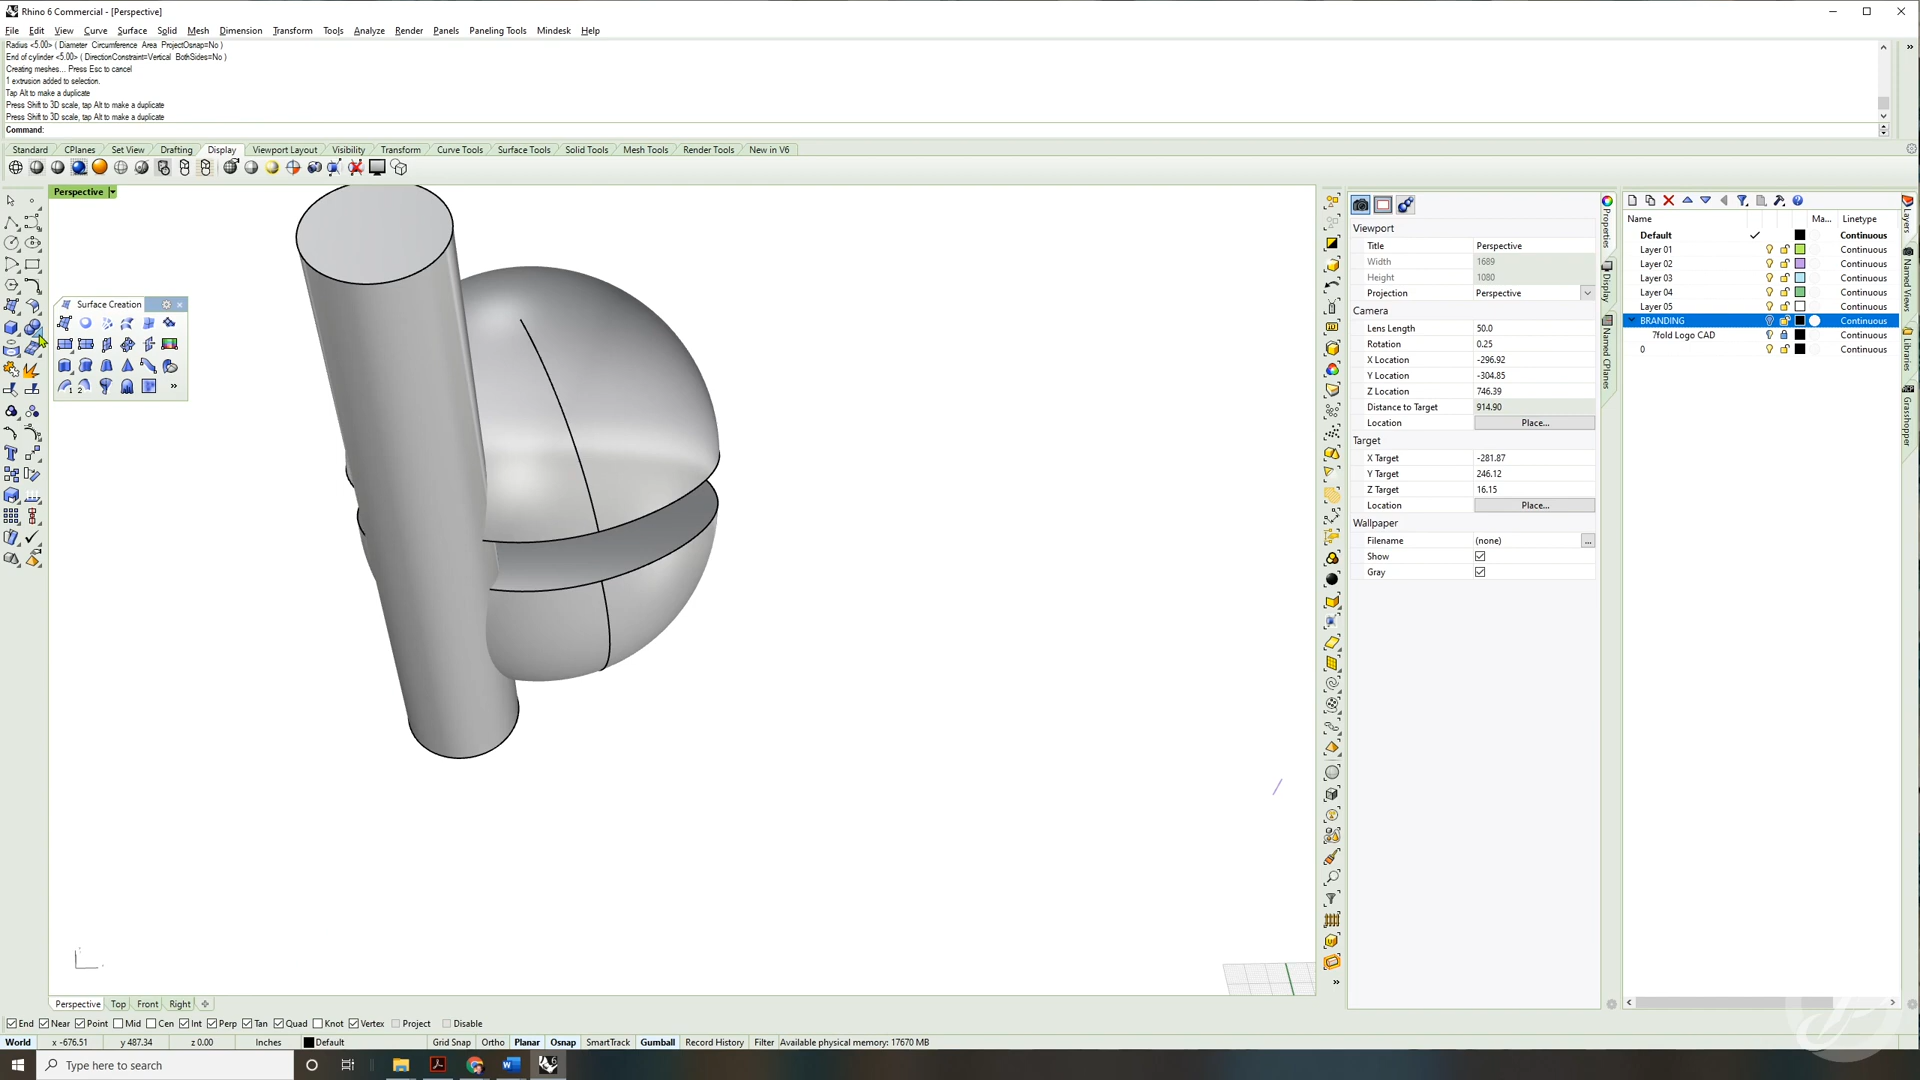 Rhino 6 Commercial - [Perspective]
File Edit View Curve Surface Solid Mesh Dimension Transform Tools Analyze Render Panels Paneling Tools Mindesk Help
Radius <5.00> ( Diameter Circumference Area ProjectOsnap=No )
End of cylinder <5.00> ( DirectionConstraint=Vertical BothSides=No )
Creating meshes... Press Esc to cancel
1 extrusion added to selection.
Tap Alt to make a duplicate
Press Shift to 3D scale, tap Alt to make a duplicate
Press Shift to 3D scale, tap Alt to make a duplicate
Command:
Standard CPlanes Set View Drafting Display Viewport Layout Visibility Transform Curve Tools Surface Tools Solid Tools Mesh Tools Render Tools New in V6
Perspective
Surface Creation
Viewport
Title Perspective
Width 1689
Height 1080
Projection Perspective
Camera
Lens Length 50.0
Rotation 0.25
X Location -296.92
Y Location -304.85
Z Location 746.39
Distance to Target 914.90
Location Place...
Target
X Target -281.87
Y Target 246.12
Z Target 16.15
Location Place...
Wallpaper
Filename (none) ...
Show
Gray
Properties
Display
Named CPlanes
Name Ma... Linetype
Default Continuous
Layer 01 Continuous
Layer 02 Continuous
Layer 03 Continuous
Layer 04 Continuous
Layer 05 Continuous
BRANDING Continuous
7fold Logo CAD Continuous
0 Continuous
Layers
Named Views
Libraries
Grasshopper
Perspective Top Front Right
End Near Point Mid Cen Int Perp Tan Quad Knot Vertex Project Disable
World x -676.51 y 487.34 z 0.00 Inches Default Grid Snap Ortho Planar Osnap SmartTrack Gumball Record History Filter Available physical memory: 17670 MB
Type here to search